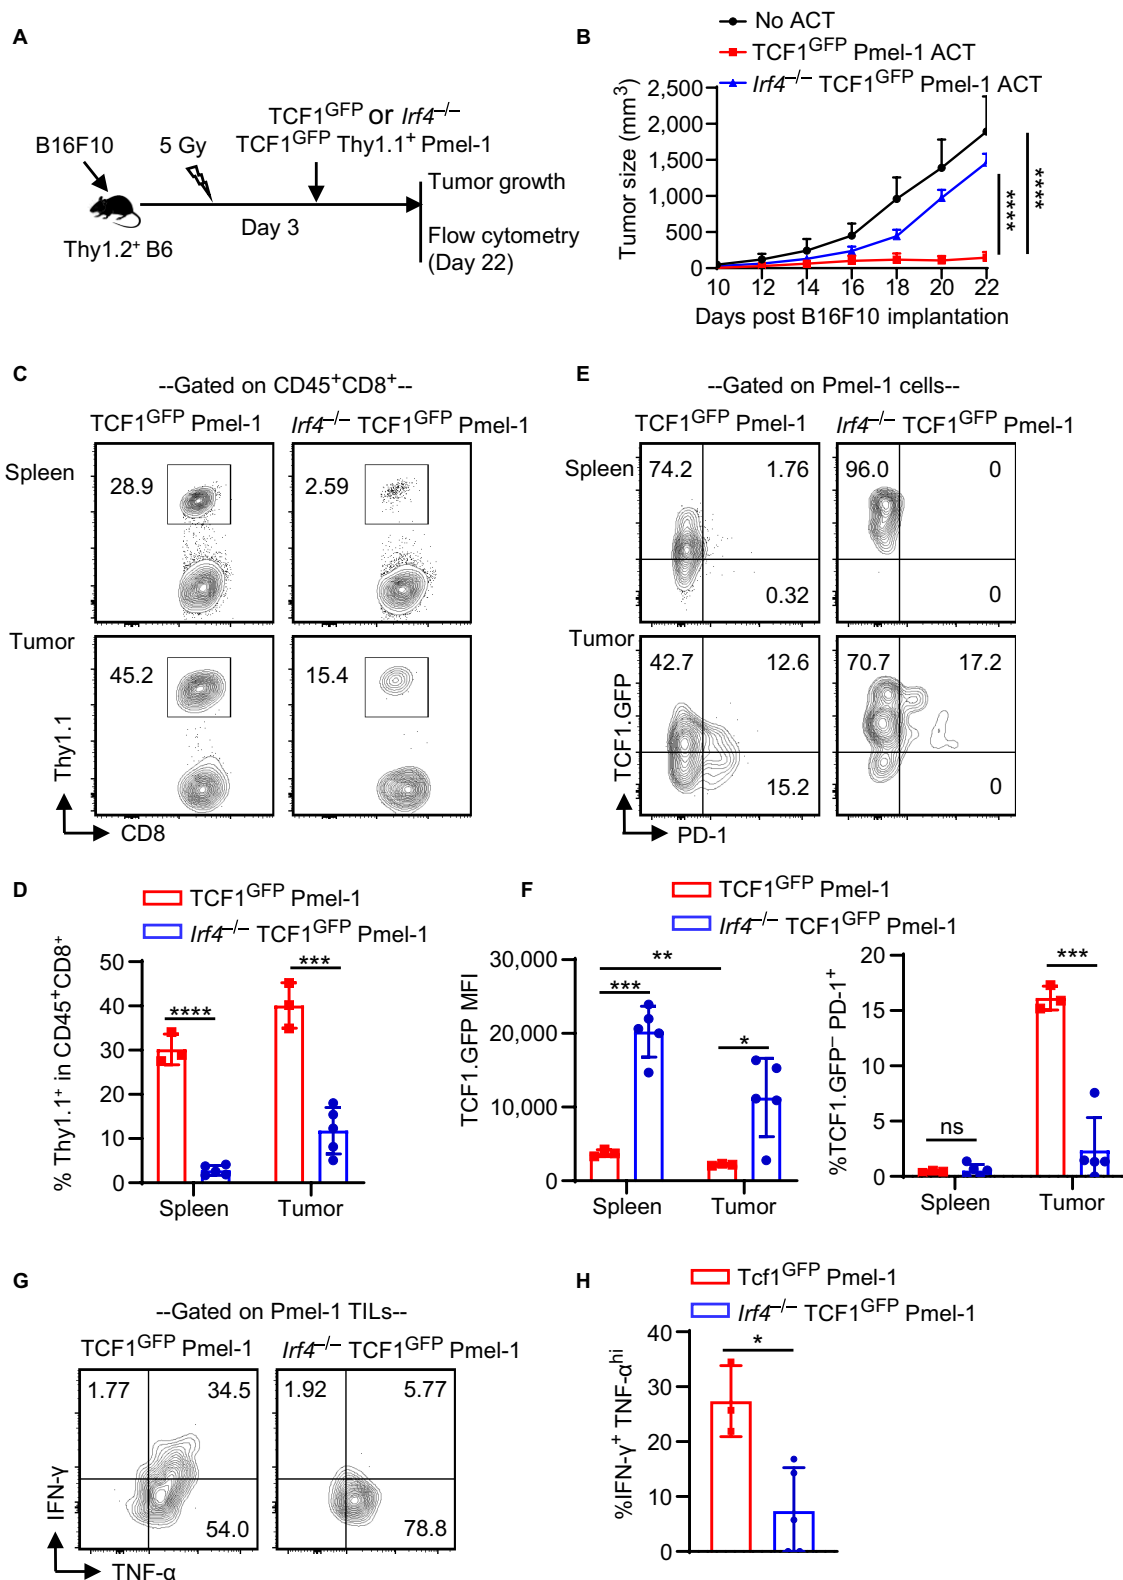 A
B16F10
5 Gy
TCF1GFP or Irf4–/–
TCF1GFP Thy1.1+ Pmel-1
Day 3
Thy1.2+ B6
Tumor growth
Flow cytometry
(Day 22)
B
No ACT
TCF1GFP Pmel-1 ACT
Irf4–/– TCF1GFP Pmel-1 ACT
Tumor size (mm3)
2,500
2,000
1,500
1,000
500
0
10 12 14 16 18 20 22
Days post B16F10 implantation
****
****
C
--Gated on CD45+CD8+--
TCF1GFP Pmel-1
Irf4–/– TCF1GFP Pmel-1
Spleen
28.9
2.59
Tumor
45.2
15.4
Thy1.1
CD8
E
--Gated on Pmel-1 cells--
TCF1GFP Pmel-1
Irf4–/– TCF1GFP Pmel-1
Spleen
74.2 1.76
0.32
96.0 0
0
Tumor
42.7 12.6
15.2
70.7 17.2
0
TCF1.GFP
PD-1
D
TCF1GFP Pmel-1
Irf4–/– TCF1GFP Pmel-1
% Thy1.1+ in CD45+CD8+
50
40
30
20
10
0
****
***
Spleen Tumor
F
TCF1GFP Pmel-1
Irf4–/– TCF1GFP Pmel-1
TCF1.GFP MFI
30,000
20,000
10,000
0
**
***
*
Spleen Tumor
%TCF1.GFP– PD-1+
20
15
10
5
0
ns
***
Spleen Tumor
G
--Gated on Pmel-1 TILs--
TCF1GFP Pmel-1
Irf4–/– TCF1GFP Pmel-1
1.77 34.5
54.0
1.92 5.77
78.8
IFN-γ
TNF-α
H
Tcf1GFP Pmel-1
Irf4–/– TCF1GFP Pmel-1
%IFN-γ+ TNF-αhi
40
30
20
10
0
*